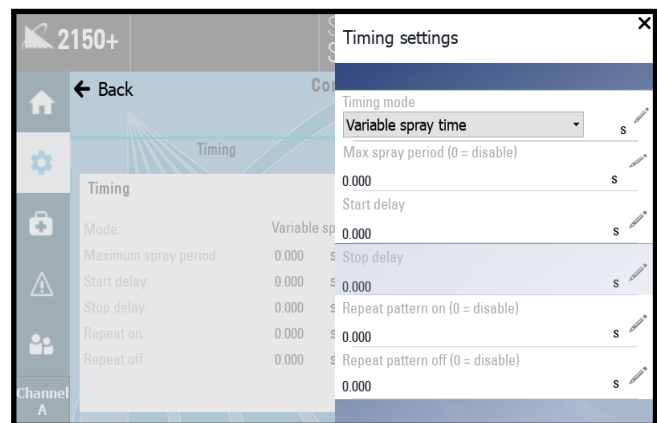 2150+
S
S
Timing settings
×
← Back
Co
Timing mode
Variable spray time
s
Timing
Max spray period (0 = disable)
0.000 s
Timing
Start delay
0.000 s
Mode: Variable sp
Maximum spray period: 0.000 s
Stop delay
0.000 s
Start delay: 0.000 s
Stop delay: 0.000 s
Repeat pattern on (0 = disable)
0.000 s
Repeat on: 0.000 s
Repeat off: 0.000 s
Repeat pattern off (0 = disable)
0.000 s
Channel
A